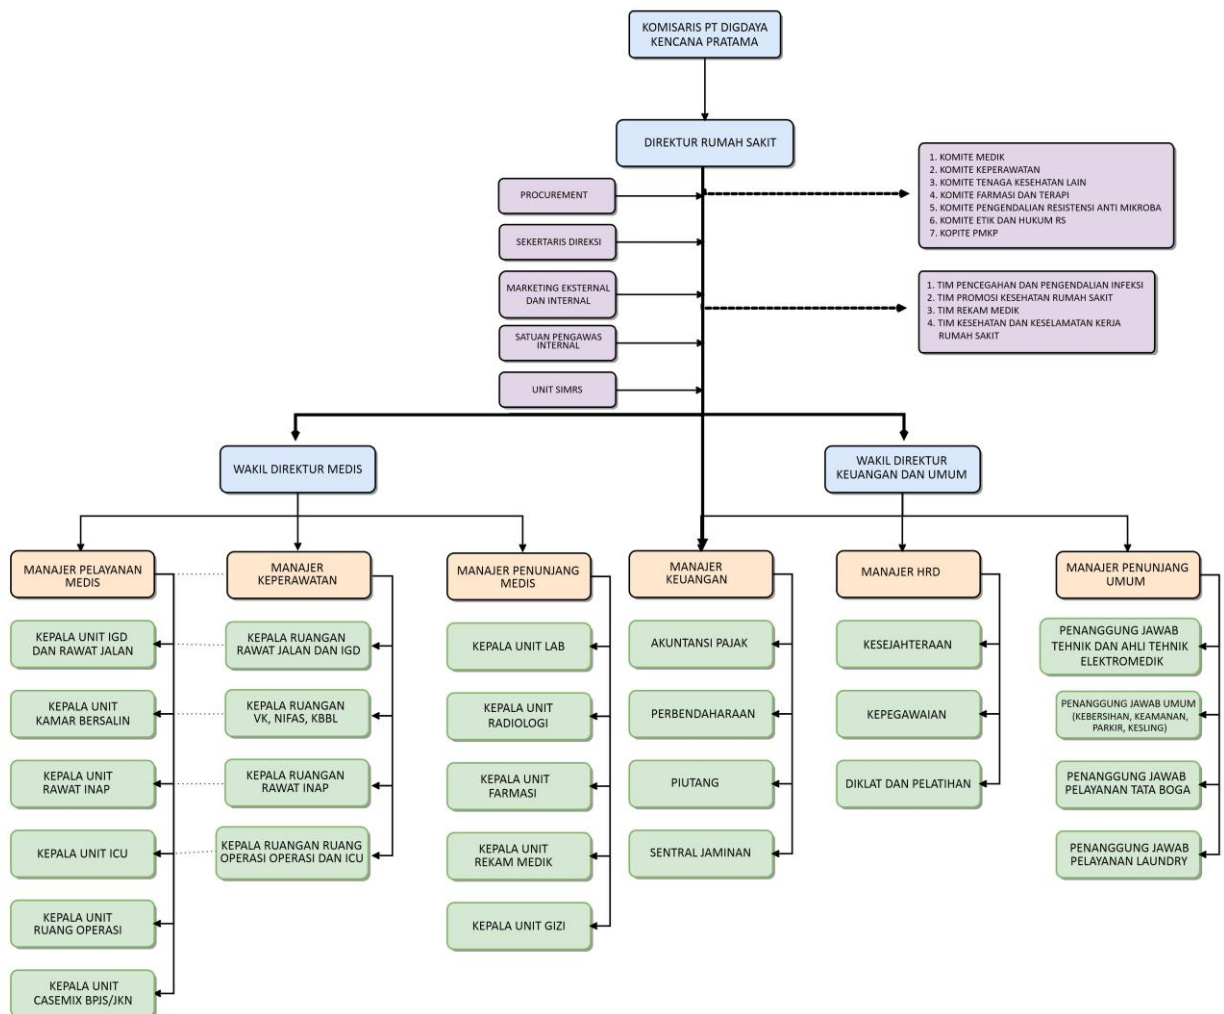 KOMISARIS PT DIGDAYA
KENCANA PRATAMA
DIREKTUR RUMAH SAKIT
1. KOMITE MEDIK
2. KOMITE KEPERAWATAN
3. KOMITE TENAGA KESEHATAN LAIN
4. KOMITE FARMASI DAN TERAPI
5. KOMITE PENGENDALIAN RESISTENSI ANTI MIKROBA
6. KOMITE ETIK DAN HUKUM RS
7. KOPITE PMKP
PROCUREMENT
SEKERTARIS DIREKSI
MARKETING EKSTERNAL
DAN INTERNAL
1. TIM PENCEGAHAN DAN PENGENDALIAN INFEKSI
2. TIM PROMOSI KESEHATAN RUMAH SAKIT
3. TIM REKAM MEDIK
4. TIM KESEHATAN DAN KESELAMATAN KERJA
RUMAH SAKIT
SATUAN PENGAWAS
INTERNAL
UNIT SIMRS
WAKIL DIREKTUR MEDIS
WAKIL DIREKTUR
KEUANGAN DAN UMUM
MANAJER PELAYANAN
MEDIS
KEPALA UNIT IGD
DAN RAWAT JALAN
KEPALA UNIT
KAMAR BERSALIN
KEPALA UNIT
RAWAT INAP
KEPALA UNIT ICU
KEPALA UNIT
RUANG OPERASI
KEPALA UNIT
CASEMIX BPJS/JKN
MANAJER
KEPERAWATAN
KEPALA RUANGAN
RAWAT JALAN DAN IGD
KEPALA RUANGAN
VK, NIFAS, KBBL
KEPALA RUANGAN
RAWAT INAP
KEPALA RUANGAN RUANG
OPERASI OPERASI DAN ICU
MANAJER PENUNJANG
MEDIS
KEPALA UNIT LAB
KEPALA UNIT
RADIOLOGI
KEPALA UNIT
FARMASI
KEPALA UNIT
REKAM MEDIK
KEPALA UNIT GIZI
MANAJER
KEUANGAN
AKUNTANSI PAJAK
PERBENDAHARAAN
PIUTANG
SENTRAL JAMINAN
MANAJER HRD
KESEJAHTERAAN
KEPEGAWAIAN
DIKLAT DAN PELATIHAN
MANAJER PENUNJANG
UMUM
PENANGGUNG JAWAB
TEHNIK DAN AHLI TEHNIK
ELEKTROMEDIK
PENANGGUNG JAWAB UMUM
(KEBERSIHAN, KEAMANAN,
PARKIR, KESLING)
PENANGGUNG JAWAB
PELAYANAN TATA BOGA
PENANGGUNG JAWAB
PELAYANAN LAUNDRY